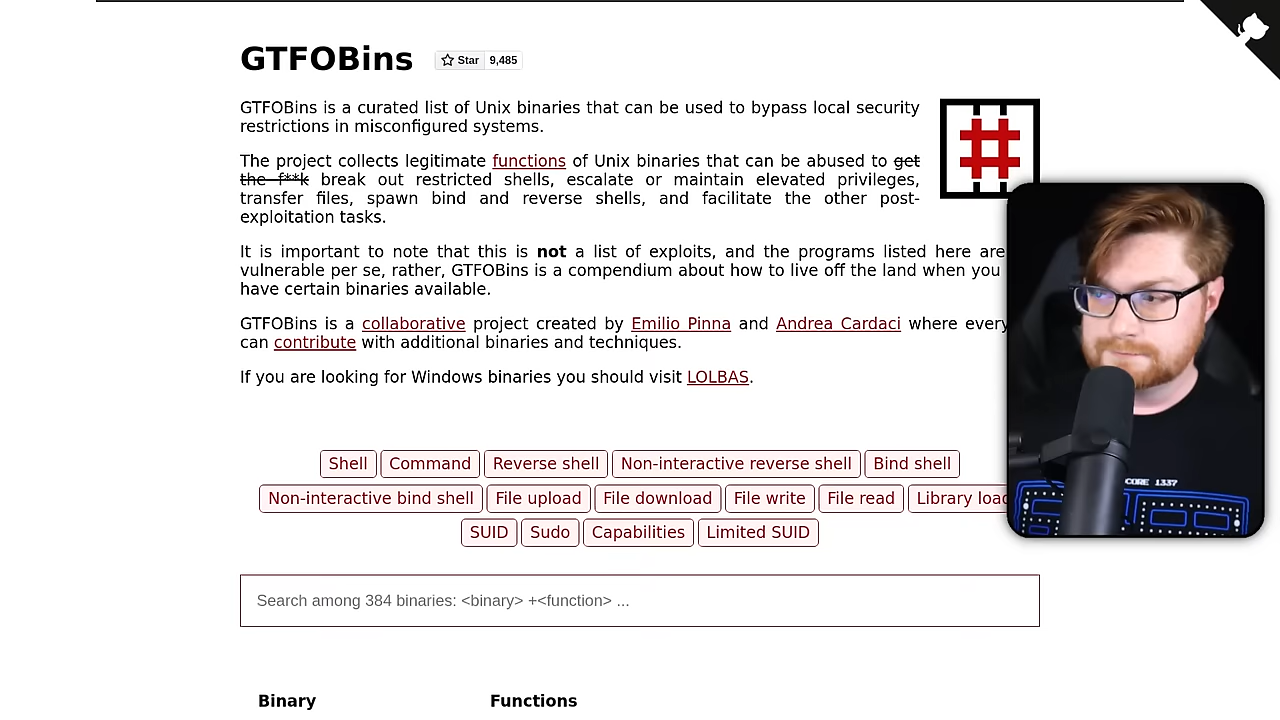 GTFOBins
Star 9,485
GTFOBins is a curated list of Unix binaries that can be used to bypass local security
restrictions in misconfigured systems.
The project collects legitimate functions of Unix binaries that can be abused to get
the f**k break out restricted shells, escalate or maintain elevated privileges,
transfer files, spawn bind and reverse shells, and facilitate the other post-
exploitation tasks.
It is important to note that this is not a list of exploits, and the programs listed here are
vulnerable per se, rather, GTFOBins is a compendium about how to live off the land when you
have certain binaries available.
GTFOBins is a collaborative project created by Emilio Pinna and Andrea Cardaci where every
can contribute with additional binaries and techniques.
If you are looking for Windows binaries you should visit LOLBAS.
Shell Command Reverse shell Non-interactive reverse shell Bind shell
Non-interactive bind shell File upload File download File write File read Library loa
SUID Sudo Capabilities Limited SUID
Search among 384 binaries: <binary> +<function> ...
Binary Functions
CORE 1337